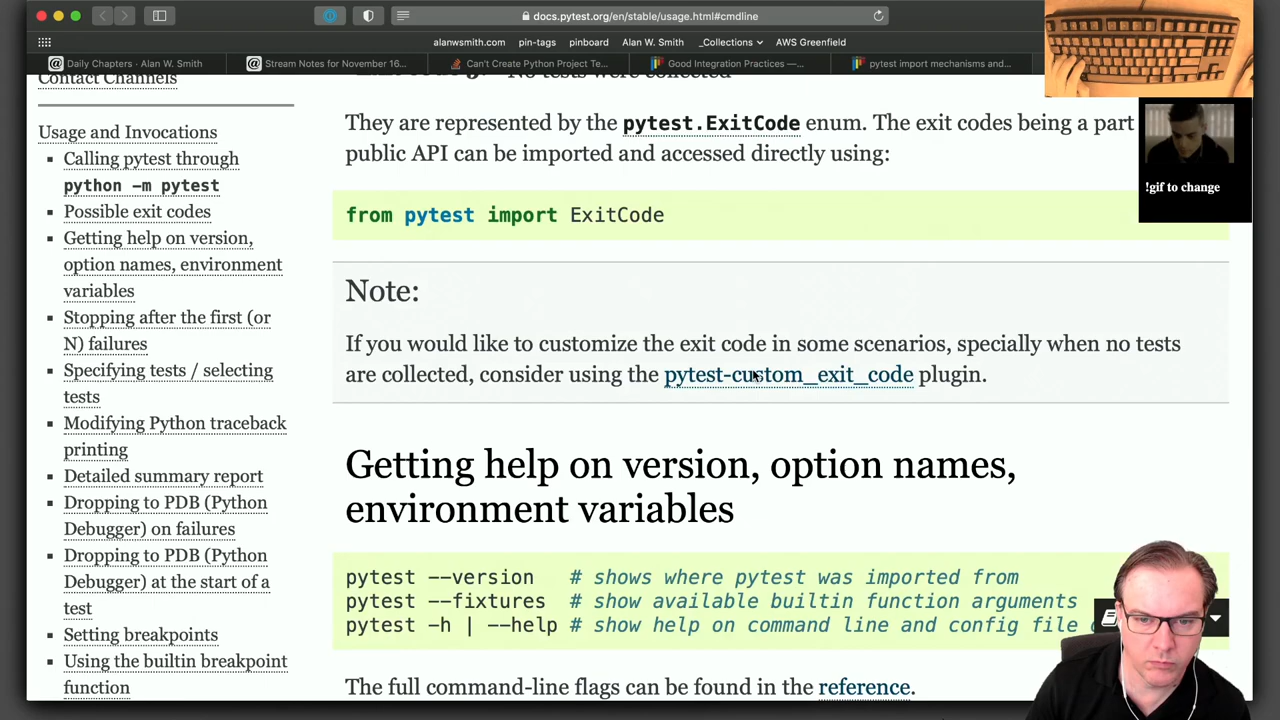 docs.pytest.org/en/stable/usage.html#cmdline
alanwsmith.com pin-tags pinboard Alan W. Smith _Collections AWS Greenfield
Daily Chapters – Alan W. Smith
Stream Notes for November 16...
Can't Create Python Project Te...
Good Integration Practices —...
pytest import mechanisms and...
Contact Channels
Usage and Invocations
Calling pytest through
python -m pytest
Possible exit codes
Getting help on version,
option names, environment
variables
Stopping after the first (or
N) failures
Specifying tests / selecting
tests
Modifying Python traceback
printing
Detailed summary report
Dropping to PDB (Python
Debugger) on failures
Dropping to PDB (Python
Debugger) at the start of a
test
Setting breakpoints
Using the builtin breakpoint
function
No tests were collected
They are represented by the pytest.ExitCode enum. The exit codes being a part
public API can be imported and accessed directly using:
from pytest import ExitCode
Note:
If you would like to customize the exit code in some scenarios, specially when no tests
are collected, consider using the pytest-custom_exit_code plugin.
Getting help on version, option names,
environment variables
pytest --version # shows where pytest was imported from
pytest --fixtures # show available builtin function arguments
pytest -h | --help # show help on command line and config file
The full command-line flags can be found in the reference.
!gif to change